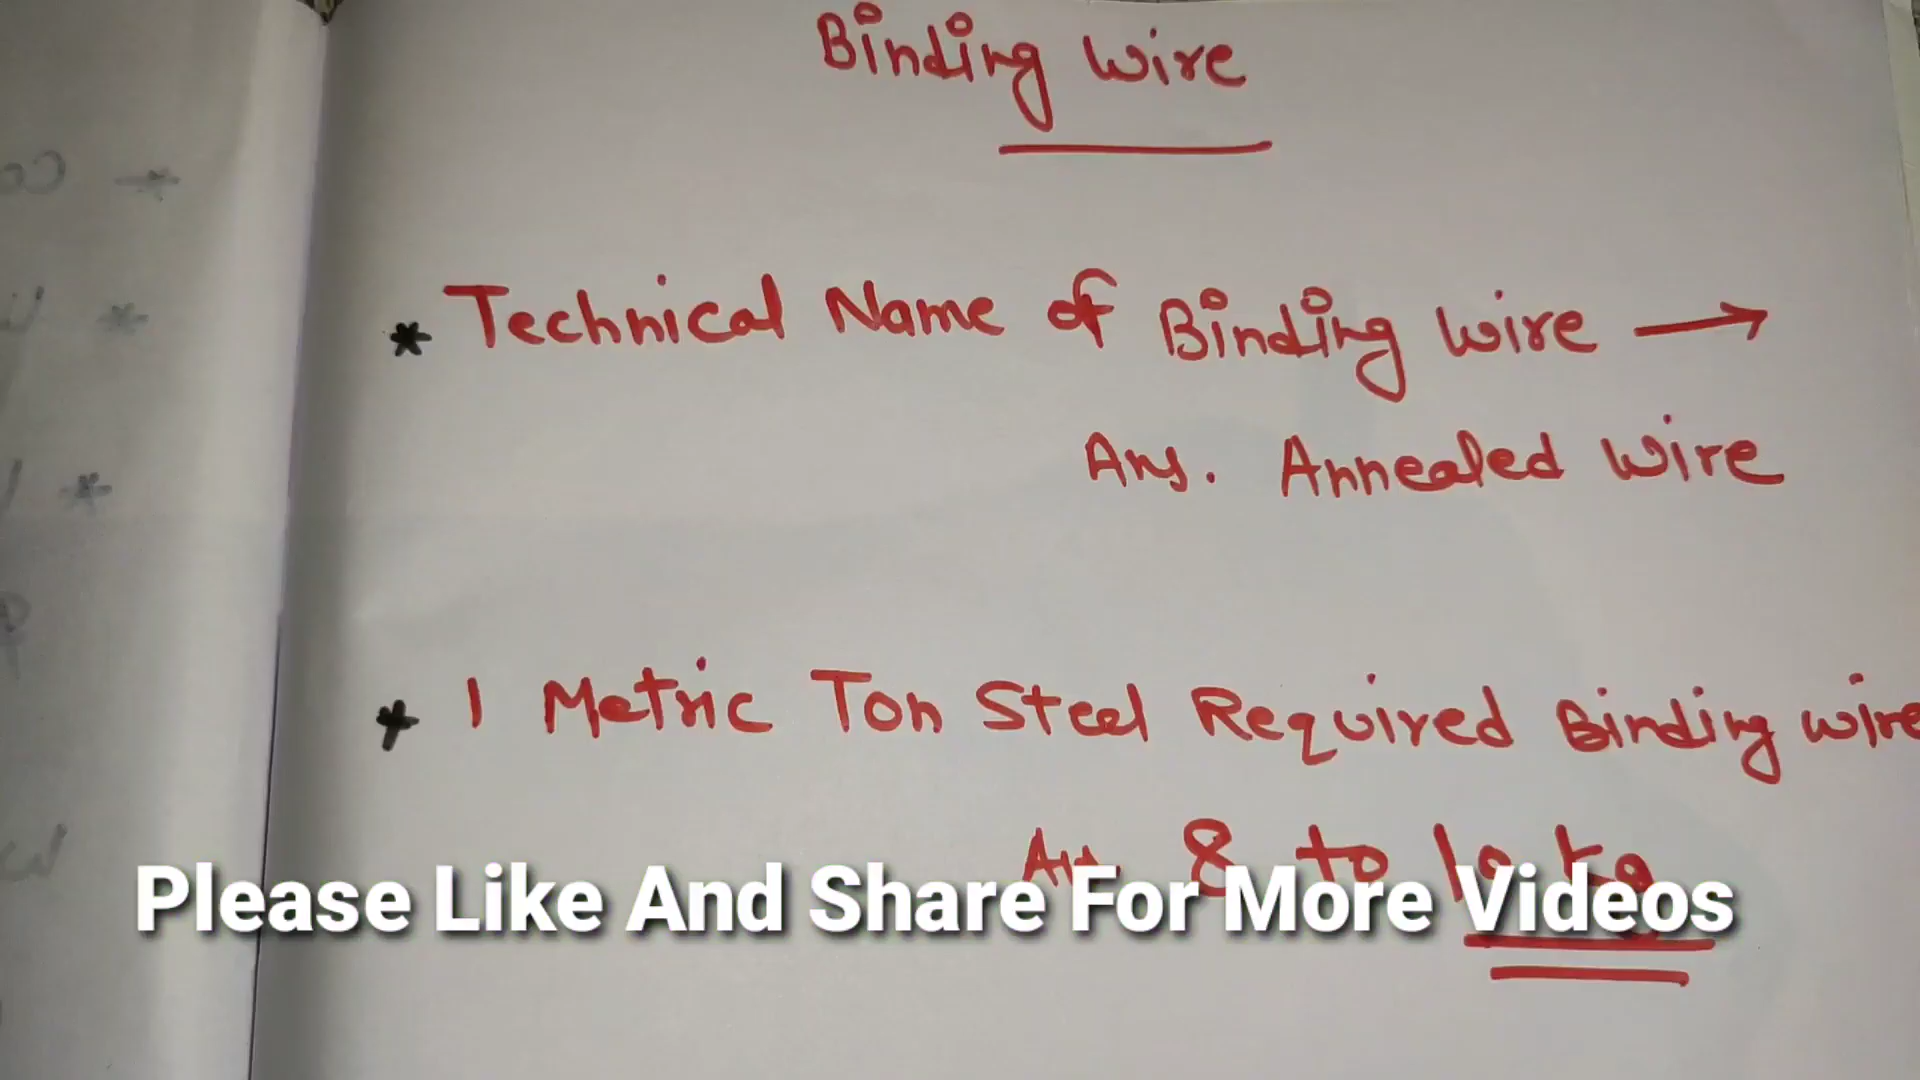 Binding Wire
* Technical Name of Binding Wire →
Ans. Annealed Wire
* 1 Metric Ton Steel Required Binding wire
Ans 8 to 10 kg
Please Like And Share For More Videos